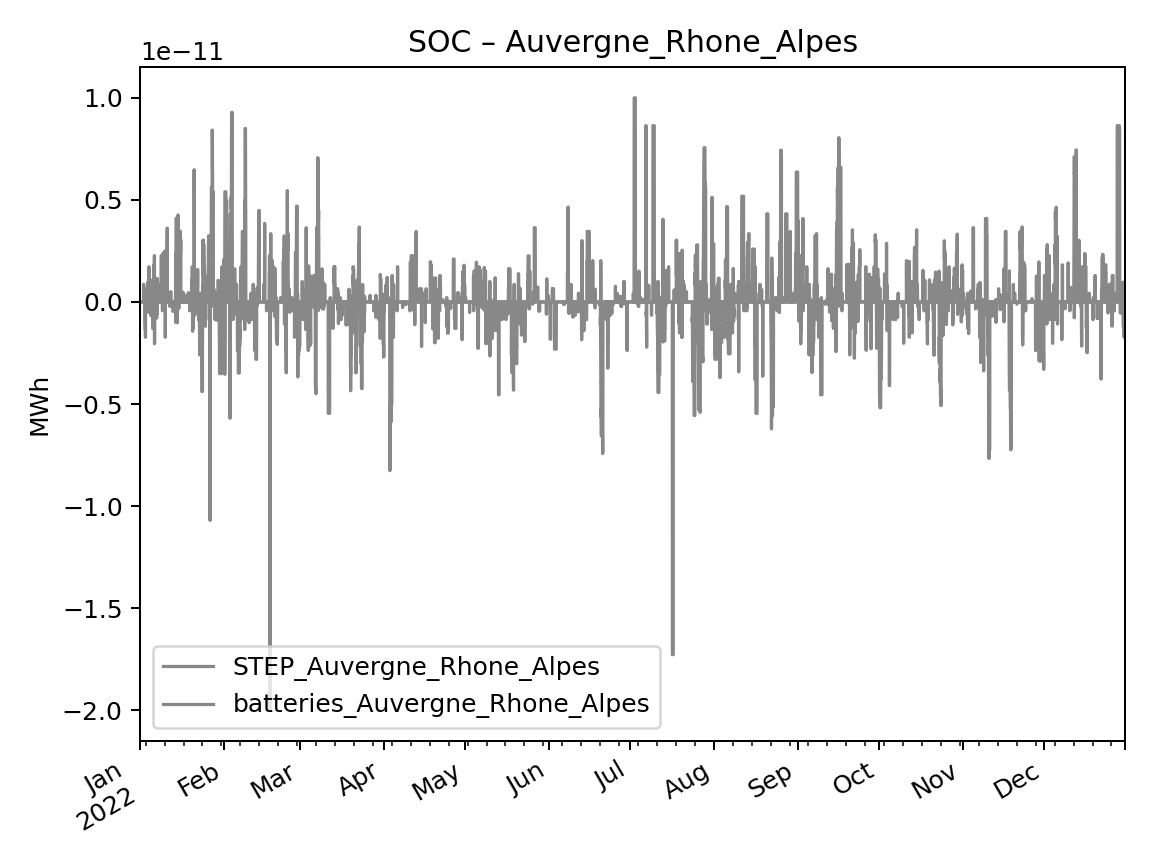 SOC – Auvergne_Rhone_Alpes
1e−11
1.0
0.5
0.0
−0.5
−1.0
−1.5
−2.0
MWh
STEP_Auvergne_Rhone_Alpes
batteries_Auvergne_Rhone_Alpes
Jan
2022
Feb
Mar
Apr
May
Jun
Jul
Aug
Sep
Oct
Nov
Dec